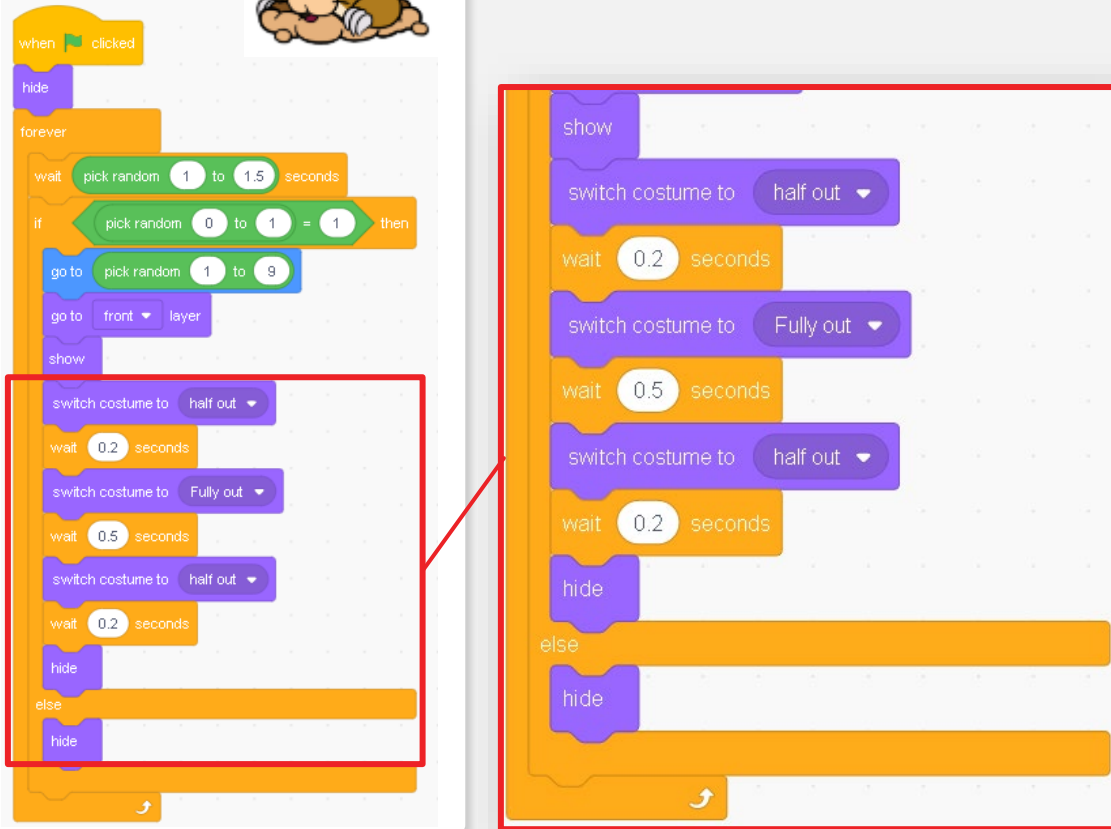 when clicked
hide
forever
wait pick random 1 to 1.5 seconds
if pick random 0 to 1 = 1 then
go to pick random 1 to 9
go to front layer
show
switch costume to half out
wait 0.2 seconds
switch costume to Fully out
wait 0.5 seconds
switch costume to half out
wait 0.2 seconds
hide
else
hide
show
switch costume to half out
wait 0.2 seconds
switch costume to Fully out
wait 0.5 seconds
switch costume to half out
wait 0.2 seconds
hide
else
hide